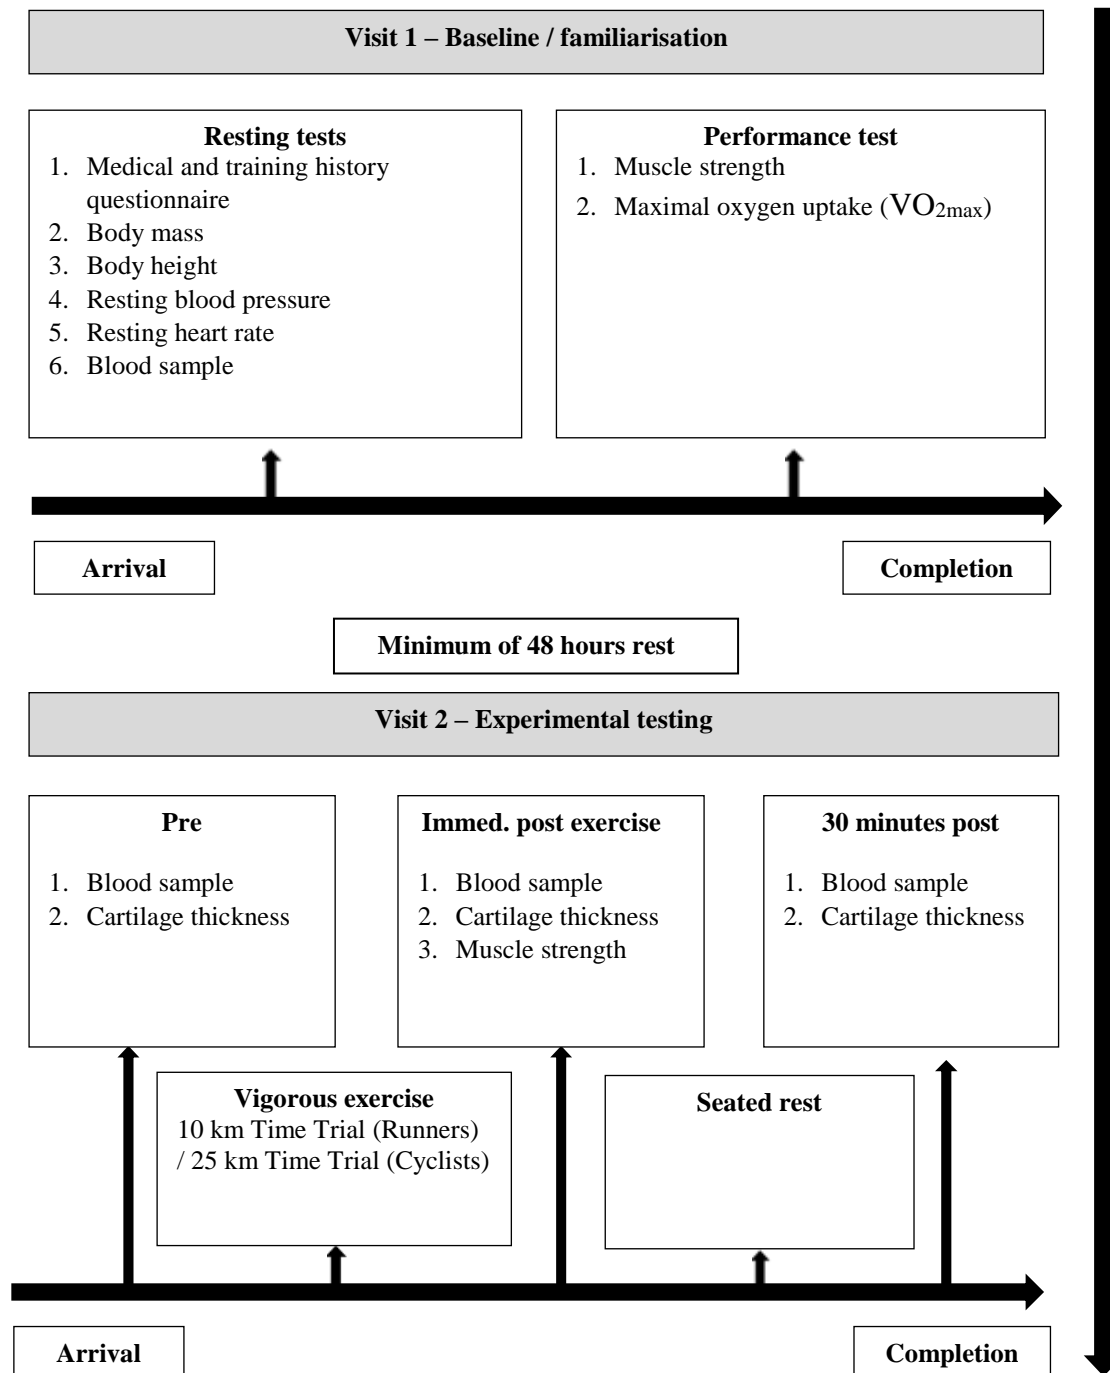 Visit 1 – Baseline / familiarisation
Resting tests
1. Medical and training history
questionnaire
2. Body mass
3. Body height
4. Resting blood pressure
5. Resting heart rate
6. Blood sample
Performance test
1. Muscle strength
2. Maximal oxygen uptake (VO2max)
Arrival
Completion
Minimum of 48 hours rest
Visit 2 – Experimental testing
Pre
1. Blood sample
2. Cartilage thickness
Immed. post exercise
1. Blood sample
2. Cartilage thickness
3. Muscle strength
30 minutes post
1. Blood sample
2. Cartilage thickness
Vigorous exercise
10 km Time Trial (Runners)
/ 25 km Time Trial (Cyclists)
Seated rest
Arrival
Completion